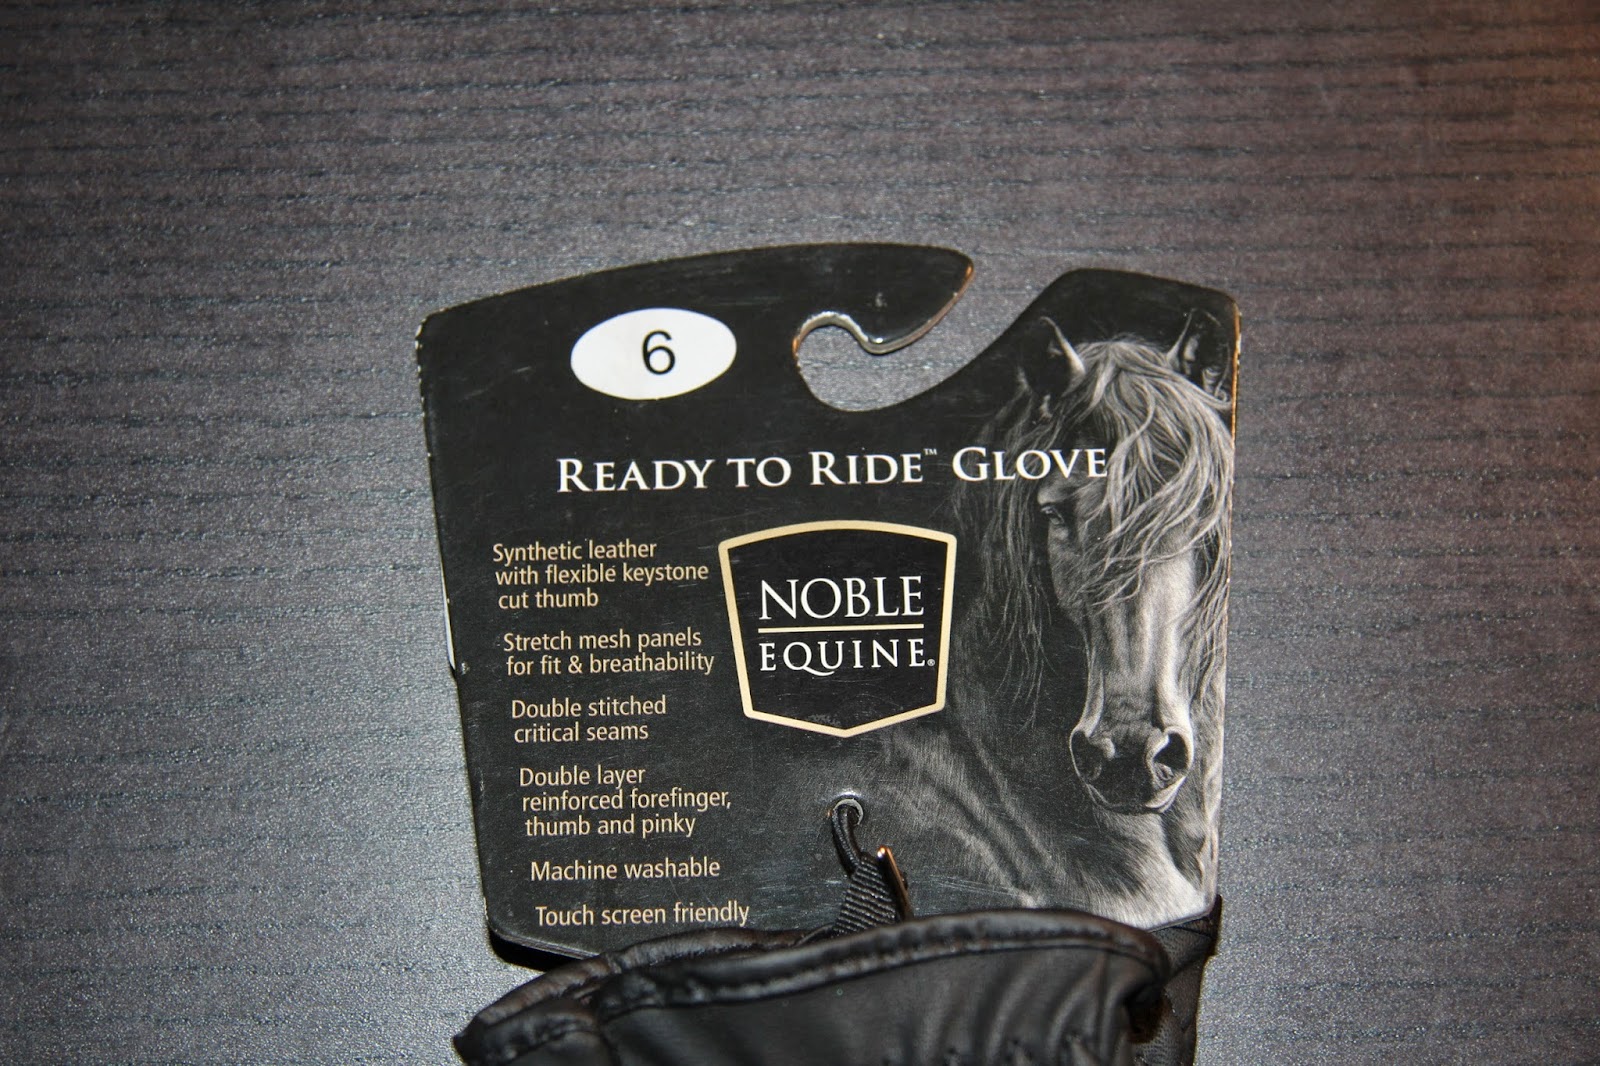 6
READY TO RIDE™ GLOVE
Synthetic leather
with flexible keystone
cut thumb
Stretch mesh panels
for fit & breathability
Double stitched
critical seams
Double layer
reinforced forefinger,
thumb and pinky
Machine washable
Touch screen friendly
NOBLE
EQUINE®